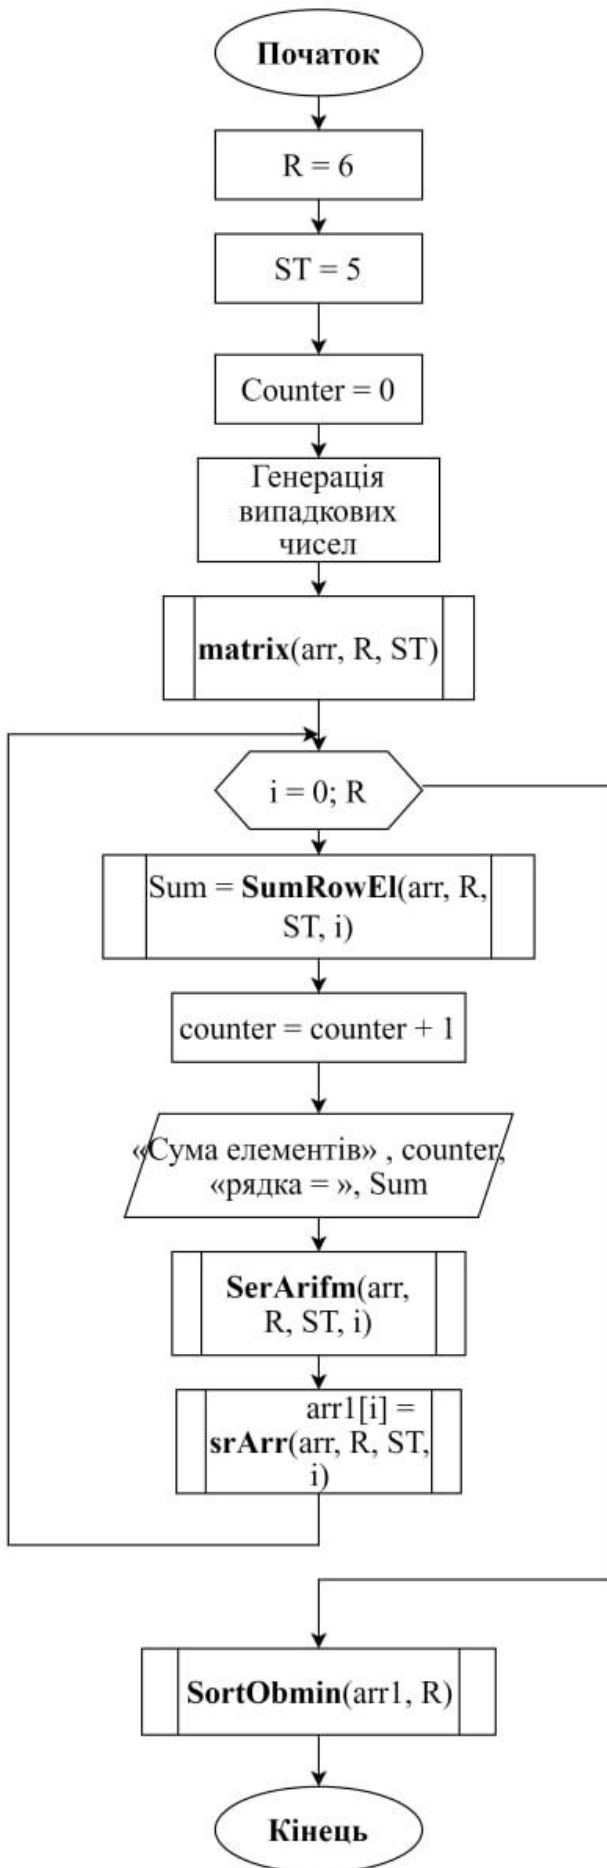 Початок
R = 6
ST = 5
Counter = 0
Генерація
випадкових
чисел
matrix(arr, R, ST)
i = 0; R
Sum = SumRowEl(arr, R,
ST, i)
counter = counter + 1
«Сума елементів» , counter,
«рядка = », Sum
SerArifm(arr,
R, ST, i)
arr1[i] =
srArr(arr, R, ST,
i)
SortObmin(arr1, R)
Кінець